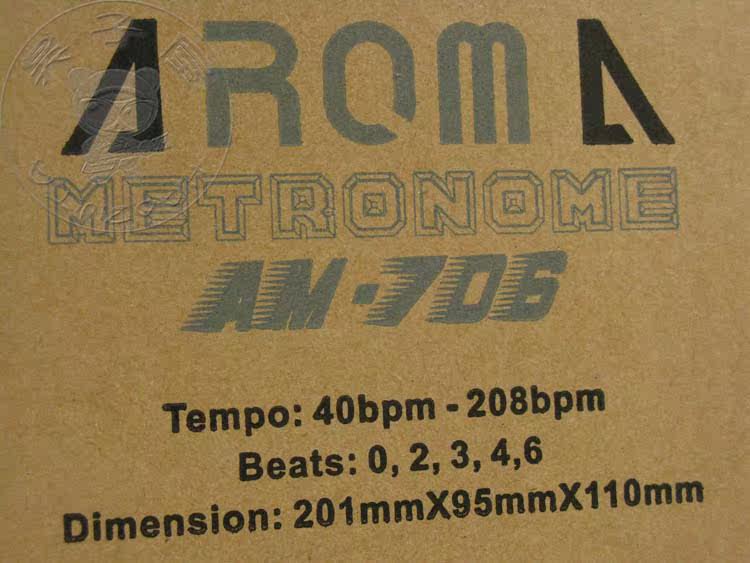 AROMA
METRONOME
AM-706
Tempo: 40bpm - 208bpm
Beats: 0, 2, 3, 4,6
Dimension: 201mmX95mmX110mm